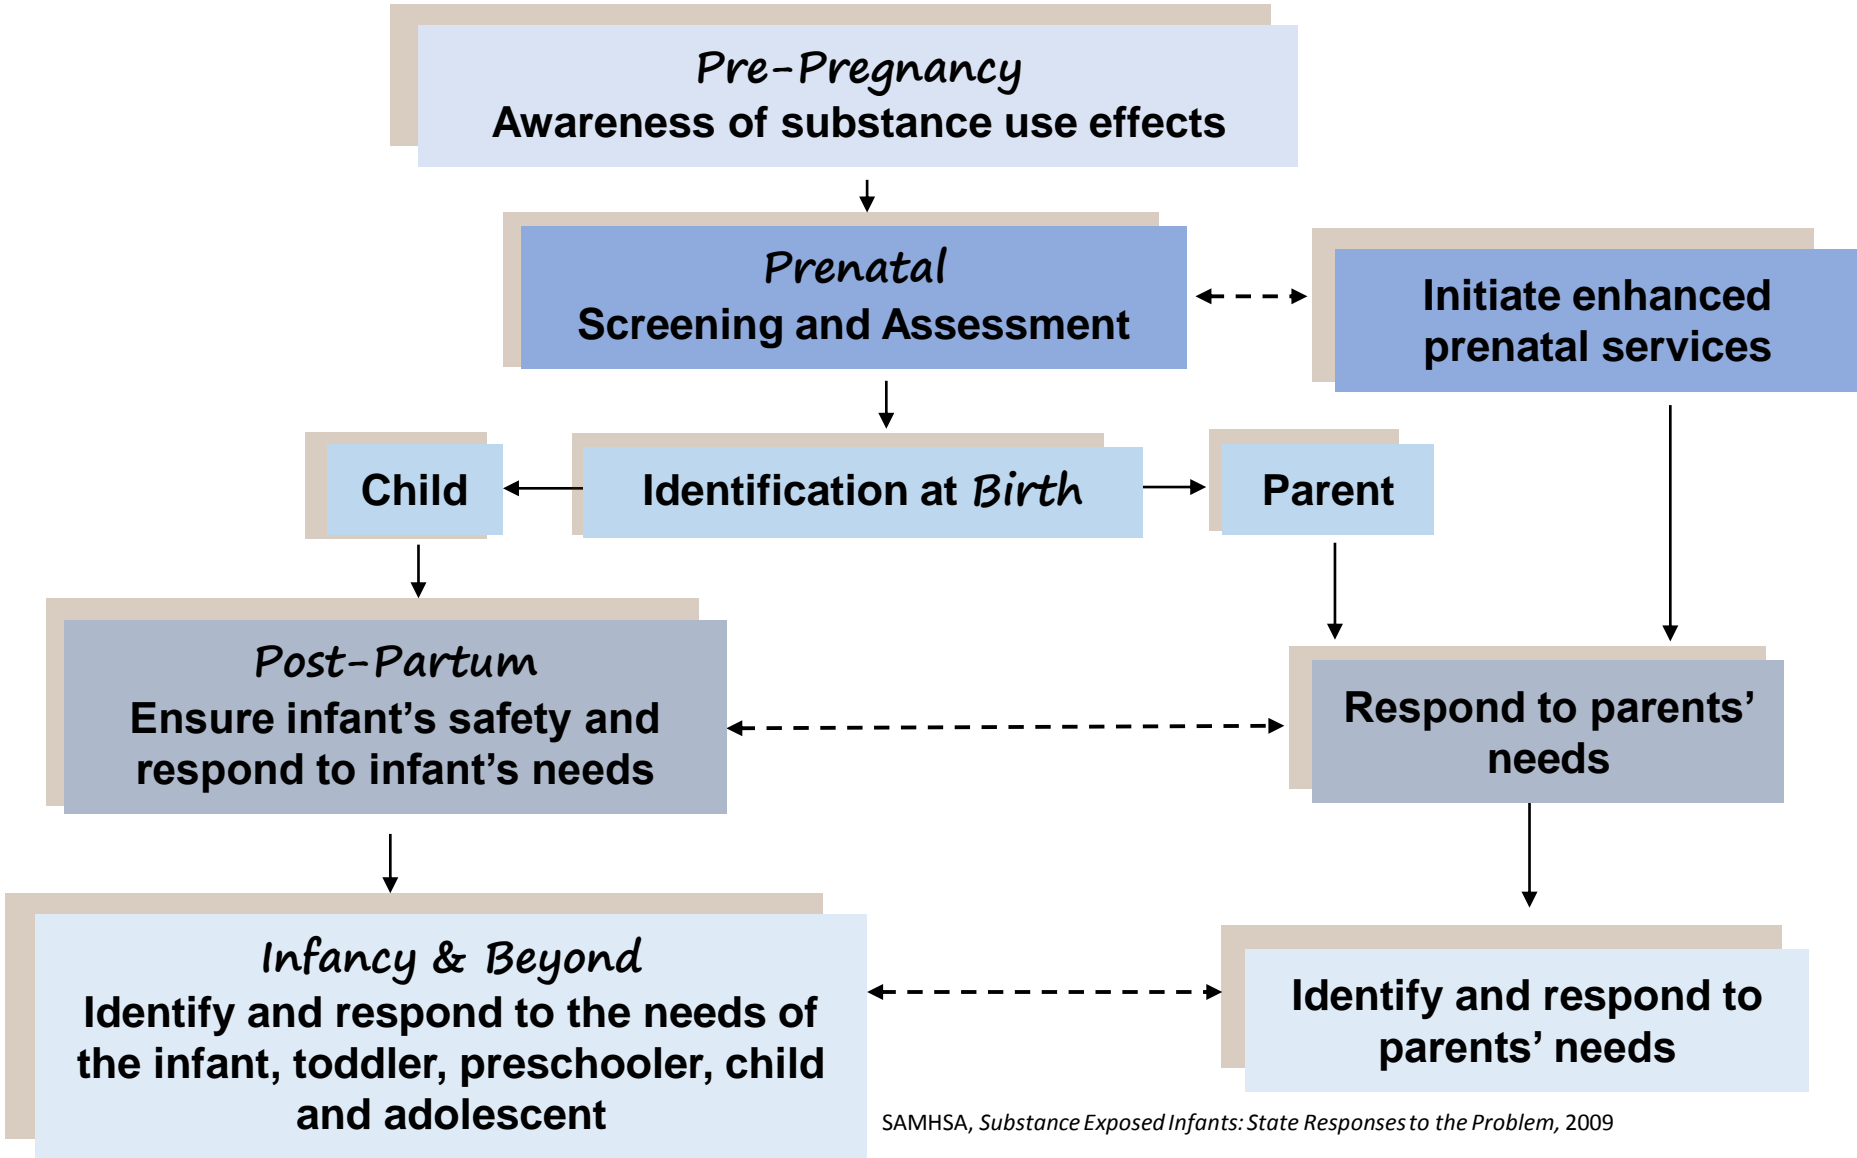 Pre-Pregnancy
Awareness of substance use effects
Prenatal
Screening and Assessment
Initiate enhanced
prenatal services
Child
Identification at Birth
Parent
Post-Partum
Ensure infant’s safety and
respond to infant’s needs
Respond to parents’
needs
Infancy & Beyond
Identify and respond to the needs of
the infant, toddler, preschooler, child
and adolescent
Identify and respond to
parents’ needs
SAMHSA, Substance Exposed Infants: State Responses to the Problem, 2009